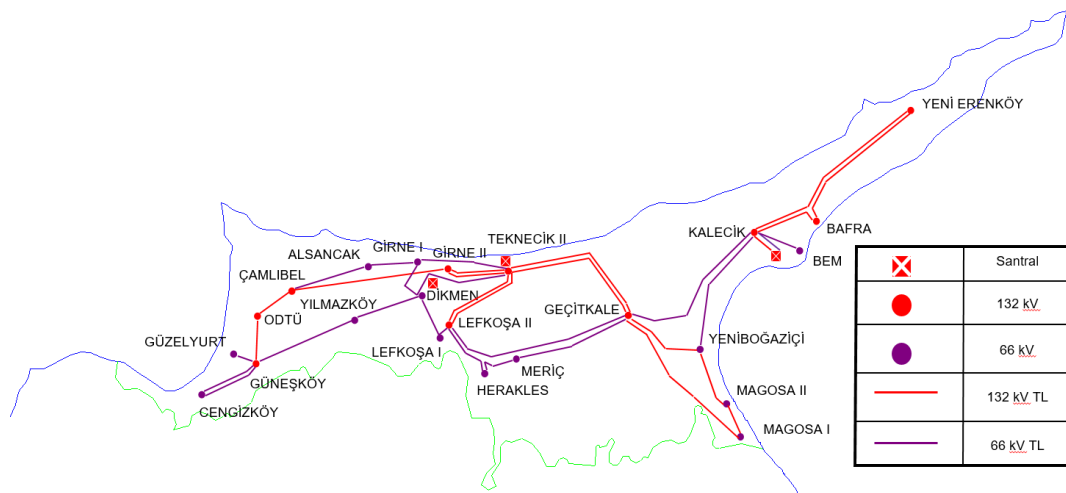 YENİ ERENKÖY
KALECİK
BAFRA
BEM
TEKNECİK II
GİRNE I
GİRNE II
ALSANCAK
ÇAMLIBEL
YILMAZKÖY
DİKMEN
ODTÜ
LEFKOŞA II
GEÇİTKALE
GÜZELYURT
LEFKOŞA I
YENİBOĞAZİÇİ
MERİÇ
GÜNEŞKÖY
HERAKLES
CENGİZKÖY
MAGOSA II
MAGOSA I
Santral
132 kV
66 kV
132 kV TL
66 kV TL